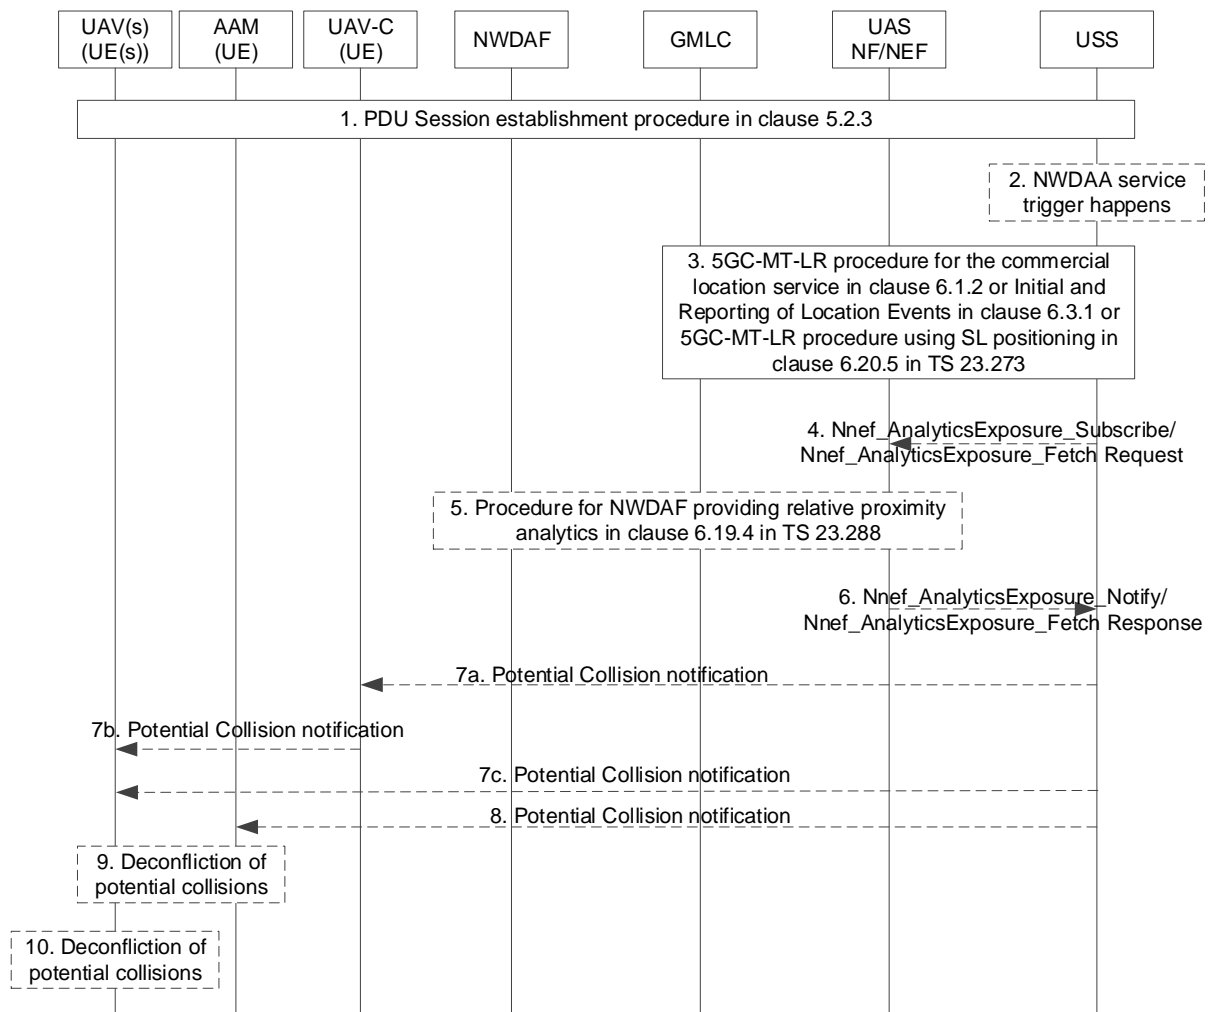 UAV(s)
(UE(s))
AAM
(UE)
UAV-C
(UE)
NWDAF
GMLC
UAS
NF/NEF
USS
1. PDU Session establishment procedure in clause 5.2.3
2. NWDAA service
trigger happens
3. 5GC-MT-LR procedure for the commercial
location service in clause 6.1.2 or Initial and
Reporting of Location Events in clause 6.3.1 or
5GC-MT-LR procedure using SL positioning in
clause 6.20.5 in TS 23.273
4. Nnef_AnalyticsExposure_Subscribe/
Nnef_AnalyticsExposure_Fetch Request
5. Procedure for NWDAF providing relative proximity
analytics in clause 6.19.4 in TS 23.288
6. Nnef_AnalyticsExposure_Notify/
Nnef_AnalyticsExposure_Fetch Response
7a. Potential Collision notification
7b. Potential Collision notification
7c. Potential Collision notification
8. Potential Collision notification
9. Deconfliction of
potential collisions
10. Deconfliction of
potential collisions